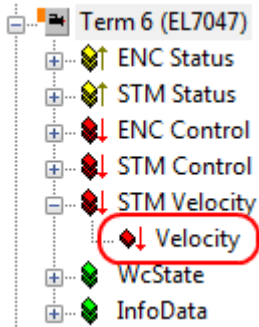 Term 6 (EL7047)
ENC Status
STM Status
ENC Control
STM Control
STM Velocity
Velocity
WcState
InfoData